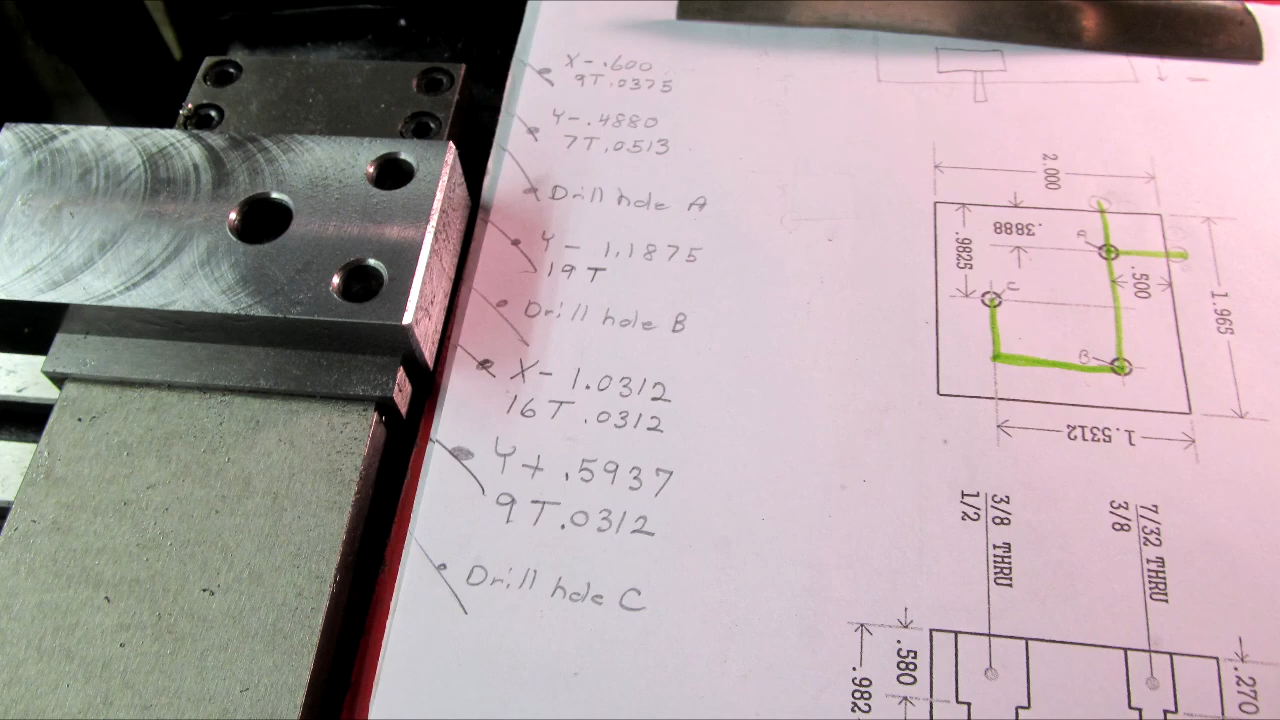 X-.600
9T.0375
Y-.4880
7T.0513
Drill hole A
Y-1.1875
19T
Drill hole B
X-1.0312
16T.0312
Y+.5937
9T.0312
Drill hole C
2.000
.3888
.9825
A
.500
C
1.965
B
1.5312
3/8 THRU
1/2
7/32 THRU
3/8
.580
.982
.270